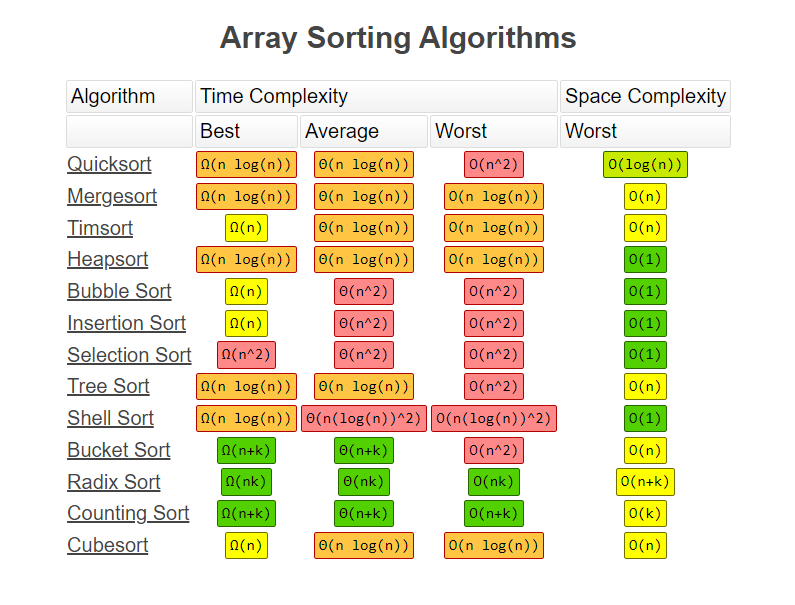 Array Sorting Algorithms
Algorithm Time Complexity Space Complexity
Best Average Worst Worst
Quicksort Ω(n log(n)) Θ(n log(n)) O(n^2) O(log(n))
Mergesort Ω(n log(n)) Θ(n log(n)) O(n log(n)) O(n)
Timsort Ω(n) Θ(n log(n)) O(n log(n)) O(n)
Heapsort Ω(n log(n)) Θ(n log(n)) O(n log(n)) O(1)
Bubble Sort Ω(n) Θ(n^2) O(n^2) O(1)
Insertion Sort Ω(n) Θ(n^2) O(n^2) O(1)
Selection Sort Ω(n^2) Θ(n^2) O(n^2) O(1)
Tree Sort Ω(n log(n)) Θ(n log(n)) O(n^2) O(n)
Shell Sort Ω(n log(n)) Θ(n(log(n))^2) O(n(log(n))^2) O(1)
Bucket Sort Ω(n+k) Θ(n+k) O(n^2) O(n)
Radix Sort Ω(nk) Θ(nk) O(nk) O(n+k)
Counting Sort Ω(n+k) Θ(n+k) O(n+k) O(k)
Cubesort Ω(n) Θ(n log(n)) O(n log(n)) O(n)